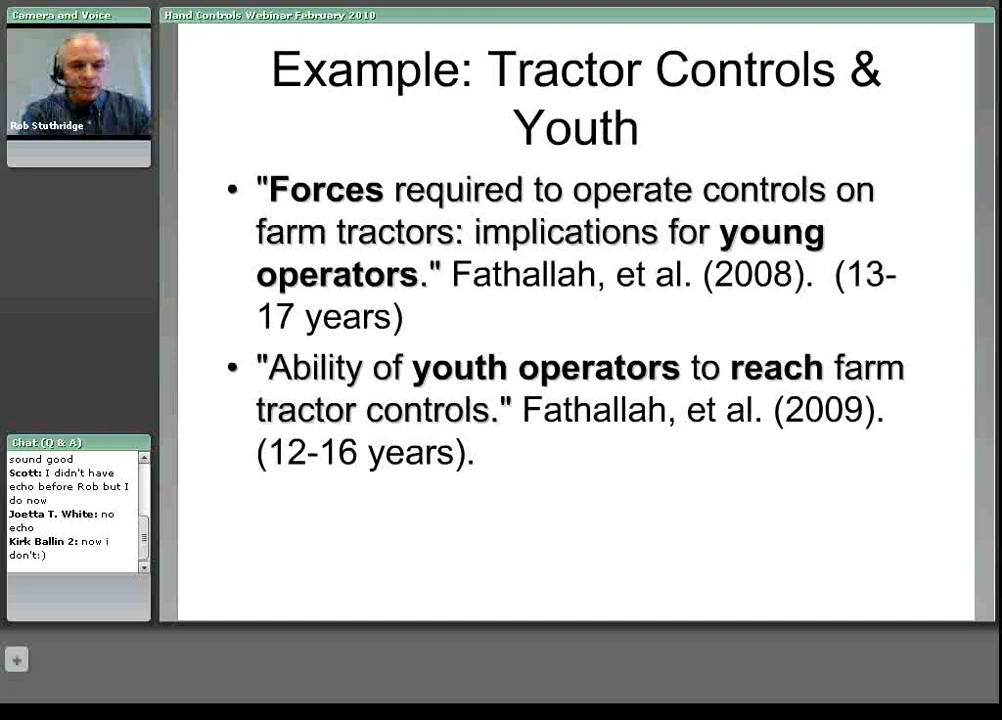 Camera and Voice
Rob Stuthridge
Hand Controls Webinar February 2010
Example: Tractor Controls &
Youth
• "Forces required to operate controls on
farm tractors: implications for young
operators." Fathallah, et al. (2008). (13-
17 years)
• "Ability of youth operators to reach farm
tractor controls." Fathallah, et al. (2009).
(12-16 years).
Chat (Q & A)
sound good
Scott: I didn't have
echo before Rob but I
do now
Joetta T. White: no
echo
Kirk Ballin 2: now i
don't:)